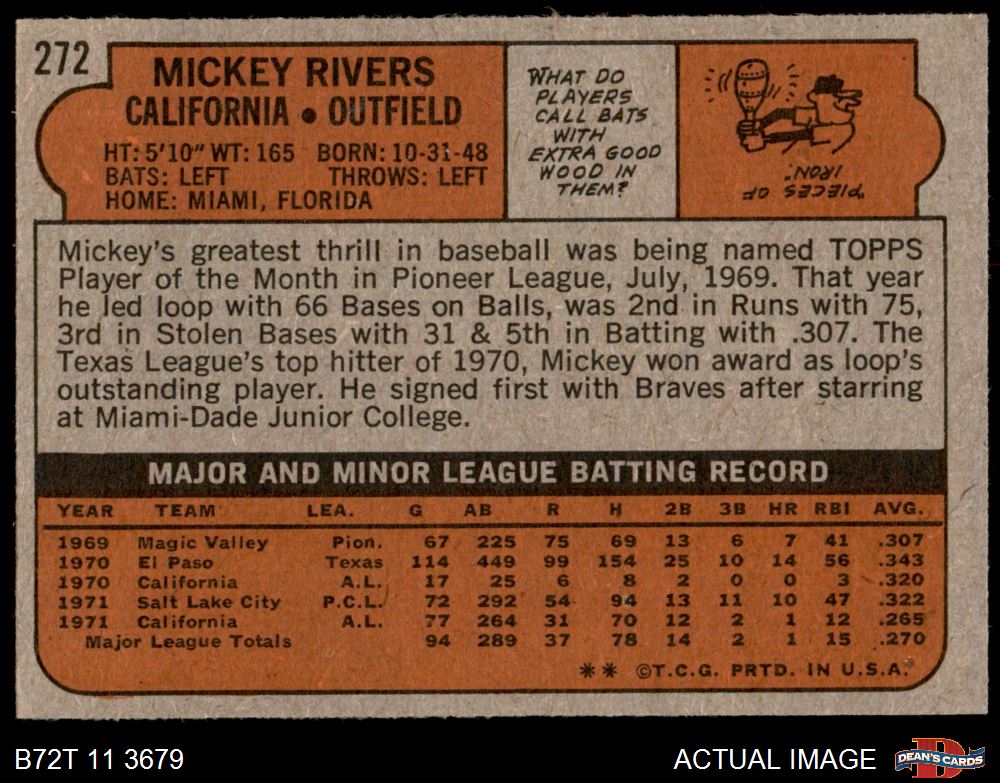 272
MICKEY RIVERS
CALIFORNIA • OUTFIELD
HT: 5'10" WT: 165 BORN: 10-31-48
BATS: LEFT THROWS: LEFT
HOME: MIAMI, FLORIDA
WHAT DO
PLAYERS
CALL BATS
WITH
EXTRA GOOD
WOOD IN
THEM?
"PIECES OF
IRON."
Mickey's greatest thrill in baseball was being named TOPPS
Player of the Month in Pioneer League, July, 1969. That year
he led loop with 66 Bases on Balls, was 2nd in Runs with 75,
3rd in Stolen Bases with 31 & 5th in Batting with .307. The
Texas League's top hitter of 1970, Mickey won award as loop's
outstanding player. He signed first with Braves after starring
at Miami-Dade Junior College.
MAJOR AND MINOR LEAGUE BATTING RECORD
YEAR TEAM LEA. G AB R H 2B 3B HR RBI AVG.
1969 Magic Valley Pion. 67 225 75 69 13 6 7 41 .307
1970 El Paso Texas 114 449 99 154 25 10 14 56 .343
1970 California A.L. 17 25 6 8 2 0 0 3 .320
1971 Salt Lake City P.C.L. 72 292 54 94 13 11 10 47 .322
1971 California A.L. 77 264 31 70 12 2 1 12 .265
Major League Totals 94 289 37 78 14 2 1 15 .270
** ©T.C.G. PRTD. IN U.S.A.
B72T 11 3679
ACTUAL IMAGE
D
DEAN'S CARDS